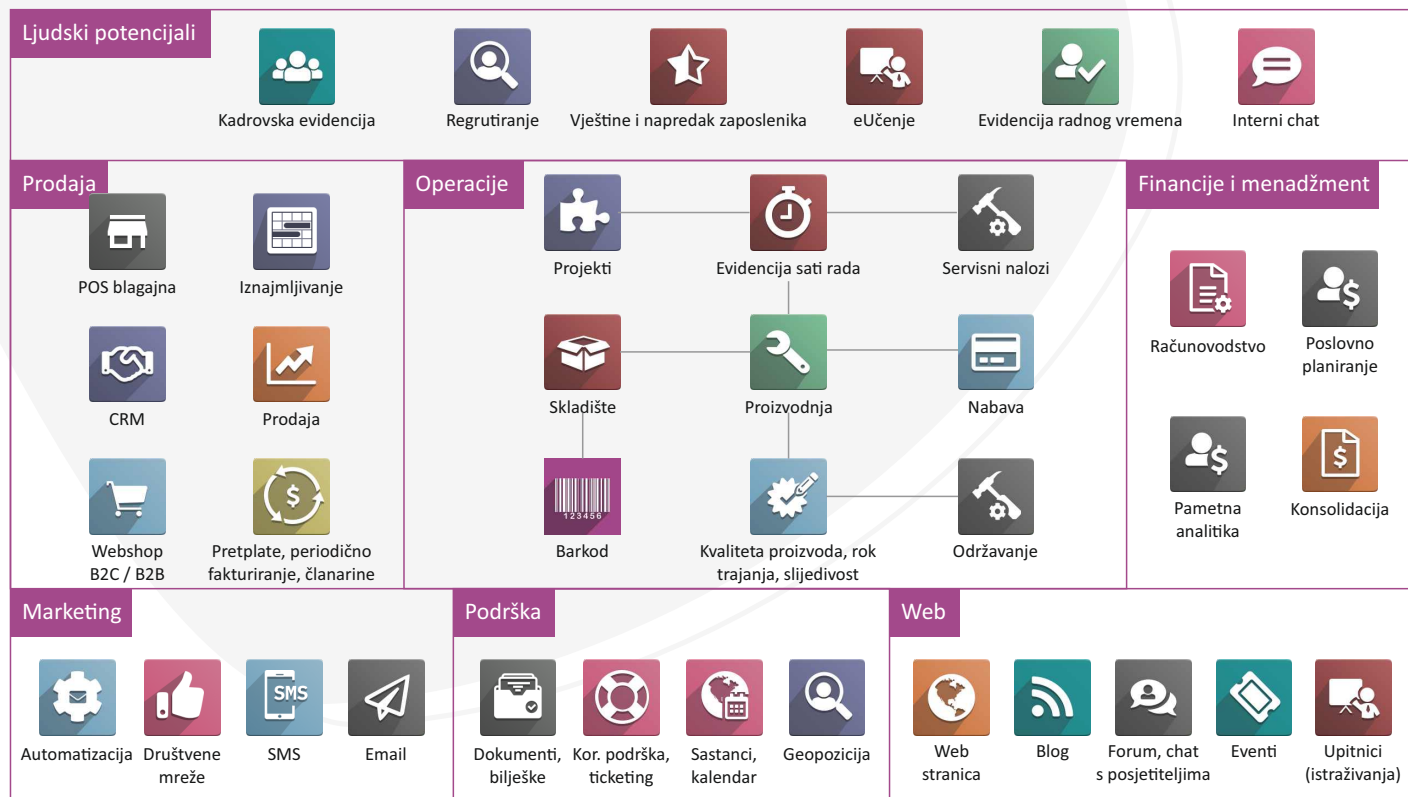 Ljudski potencijali
Kadrovska evidencija
Regrutiranje
Vještine i napredak zaposlenika
eUčenje
Evidencija radnog vremena
Interni chat
Prodaja
POS blagajna
Iznajmljivanje
CRM
Prodaja
Webshop
B2C / B2B
Pretplate, periodično
fakturiranje, članarine
Operacije
Projekti
Evidencija sati rada
Servisni nalozi
Skladište
Proizvodnja
Nabava
123456
Barkod
Kvaliteta proizvoda, rok
trajanja, slijedivost
Održavanje
Financije i menadžment
$
Računovodstvo
Poslovno
planiranje
Pametna
analitika
Konsolidacija
Marketing
Automatizacija
Društvene
mreže
SMS
SMS
Email
Podrška
Dokumenti,
bilješke
Kor. podrška,
ticketing
Sastanci,
kalendar
Geopozicija
Web
Web
stranica
Blog
Forum, chat
s posjetiteljima
Eventi
Upitnici
(istraživanja)